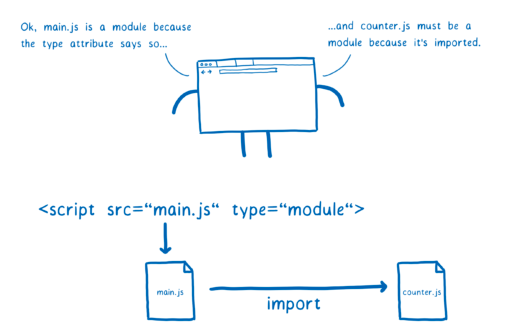 Ok, main.js is a module because
the type attribute says so...
...and counter.js must be a
module because it's imported.
<script src=“main.js“ type=“module“>
main.js
import
counter.js